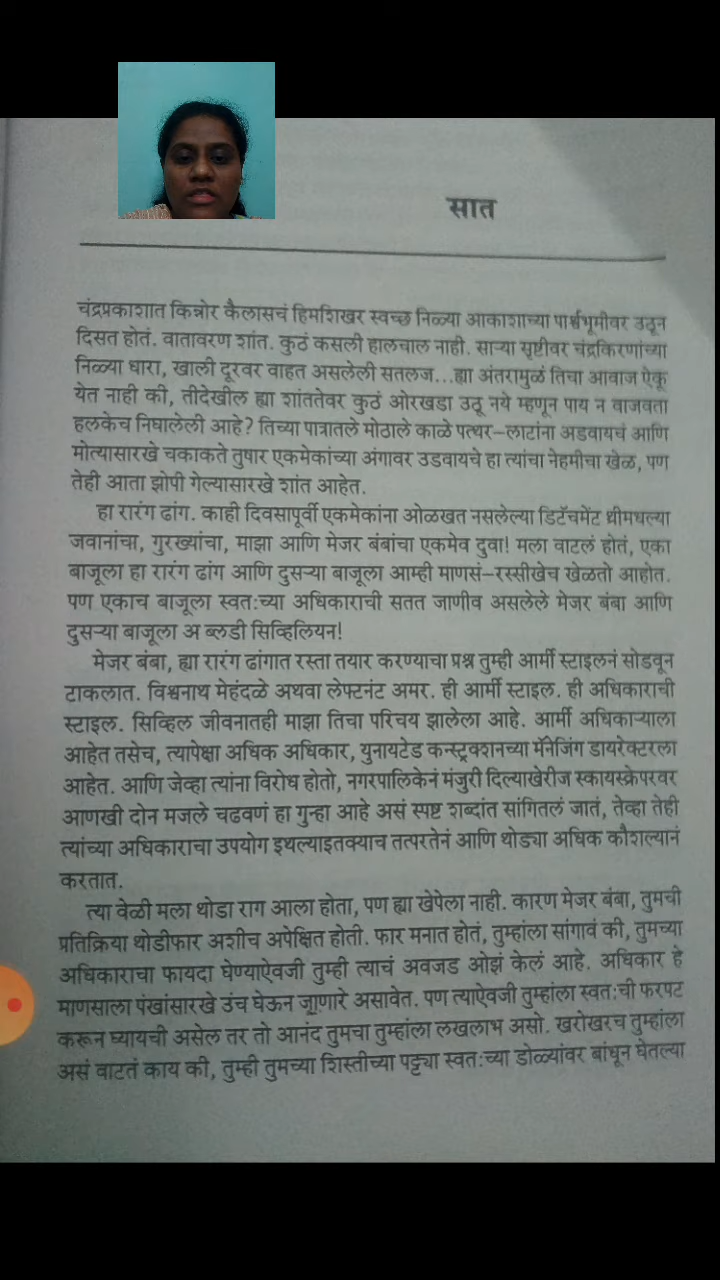 सात
चंद्रप्रकाशात किन्नोर कैलासचं हिमशिखर स्वच्छ निळ्या आकाशाच्या पार्श्वभूमीवर उठून
दिसत होतं. वातावरण शांत. कुठं कसली हालचाल नाही. साऱ्या सृष्टीवर चंद्रकिरणांच्या
निळ्या धारा, खाली दूरवर वाहत असलेली सतलज...ह्या अंतरामुळं तिचा आवाज ऐकू
येत नाही की, तीदेखील ह्या शांततेवर कुठं ओरखडा उठू नये म्हणून पाय न वाजवता
हलकेच निघालेली आहे? तिच्या पात्रातले मोठाले काळे पत्थर–लाटांना अडवायचं आणि
मोत्यासारखे चकाकते तुषार एकमेकांच्या अंगावर उडवायचे हा त्यांचा नेहमीचा खेळ, पण
तेही आता झोपी गेल्यासारखे शांत आहेत.
हा रारंग ढांग. काही दिवसापूर्वी एकमेकांना ओळखत नसलेल्या डिटॅचमेंट थ्रीमधल्या
जवानांचा, गुरख्यांचा, माझा आणि मेजर बंबांचा एकमेव दुवा! मला वाटलं होतं, एका
बाजूला हा रारंग ढांग आणि दुसऱ्या बाजूला आम्ही माणसं–रस्सीखेच खेळतो आहोत.
पण एकाच बाजूला स्वतःच्या अधिकाराची सतत जाणीव असलेले मेजर बंबा आणि
दुसऱ्या बाजूला अ ब्लडी सिव्हिलियन!
मेजर बंबा, ह्या रारंग ढांगात रस्ता तयार करण्याचा प्रश्न तुम्ही आर्मी स्टाइलनं सोडवून
टाकलात. विश्वनाथ मेहंदळे अथवा लेफ्टनंट अमर. ही आर्मी स्टाइल. ही अधिकाराची
स्टाइल. सिव्हिल जीवनातही माझा तिचा परिचय झालेला आहे. आर्मी अधिकाऱ्याला
आहेत तसेच, त्यापेक्षा अधिक अधिकार, युनायटेड कन्स्ट्रक्शनच्या मॅनेजिंग डायरेक्टरला
आहेत. आणि जेव्हा त्यांना विरोध होतो, नगरपालिकेनं मंजुरी दिल्याखेरीज स्कायस्क्रेपरवर
आणखी दोन मजले चढवणं हा गुन्हा आहे असं स्पष्ट शब्दांत सांगितलं जातं, तेव्हा तेही
त्यांच्या अधिकाराचा उपयोग इथल्याइतक्याच तत्परतेनं आणि थोड्या अधिक कौशल्यानं
करतात.
त्या वेळी मला थोडा राग आला होता, पण ह्या खेपेला नाही. कारण मेजर बंबा, तुमची
प्रतिक्रिया थोडीफार अशीच अपेक्षित होती. फार मनात होतं, तुम्हांला सांगावं की, तुमच्या
अधिकाराचा फायदा घेण्याऐवजी तुम्ही त्याचं अवजड ओझं केलं आहे. अधिकार हे
माणसाला पंखांसारखे उंच घेऊन जाणारे असावेत. पण त्याऐवजी तुम्हांला स्वतःची फरपट
करून घ्यायची असेल तर तो आनंद तुमचा तुम्हांला लखलाभ असो. खरोखरच तुम्हांला
असं वाटतं काय की, तुम्ही तुमच्या शिस्तीच्या पट्ट्या स्वतःच्या डोळ्यांवर बांधून घेतल्या